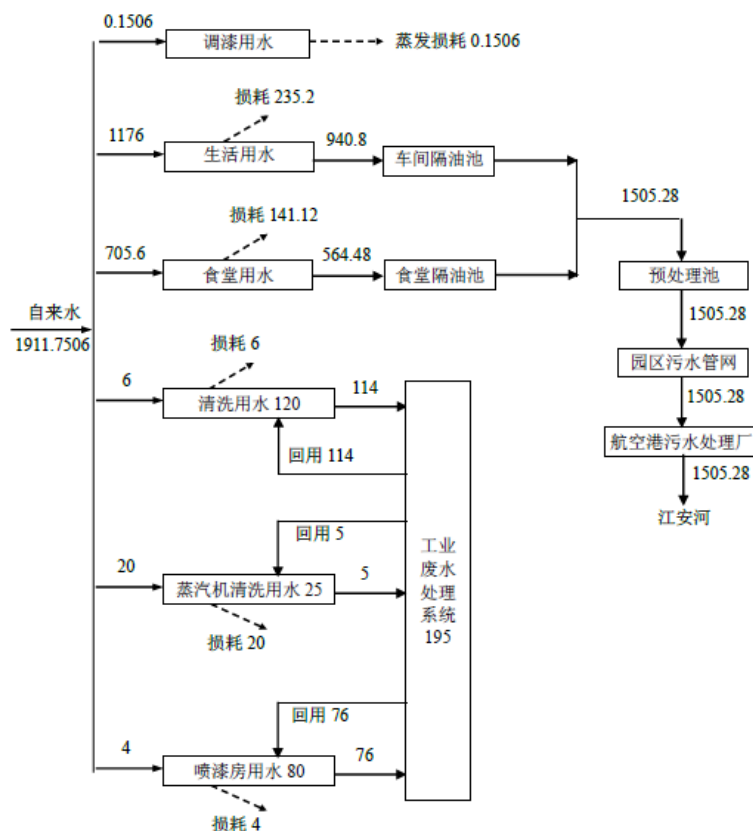 0.1506
调漆用水
蒸发损耗 0.1506
损耗 235.2
1176
生活用水
940.8
车间隔油池
1505.28
损耗 141.12
705.6
食堂用水
564.48
食堂隔油池
预处理池
自来水
1911.7506
1505.28
损耗 6
园区污水管网
6
清洗用水 120
114
1505.28
航空港污水处理厂
回用 114
1505.28
江安河
回用 5
工业
废水
处理
系统
195
20
蒸汽机清洗用水 25
5
损耗 20
回用 76
4
喷漆房用水 80
76
损耗 4